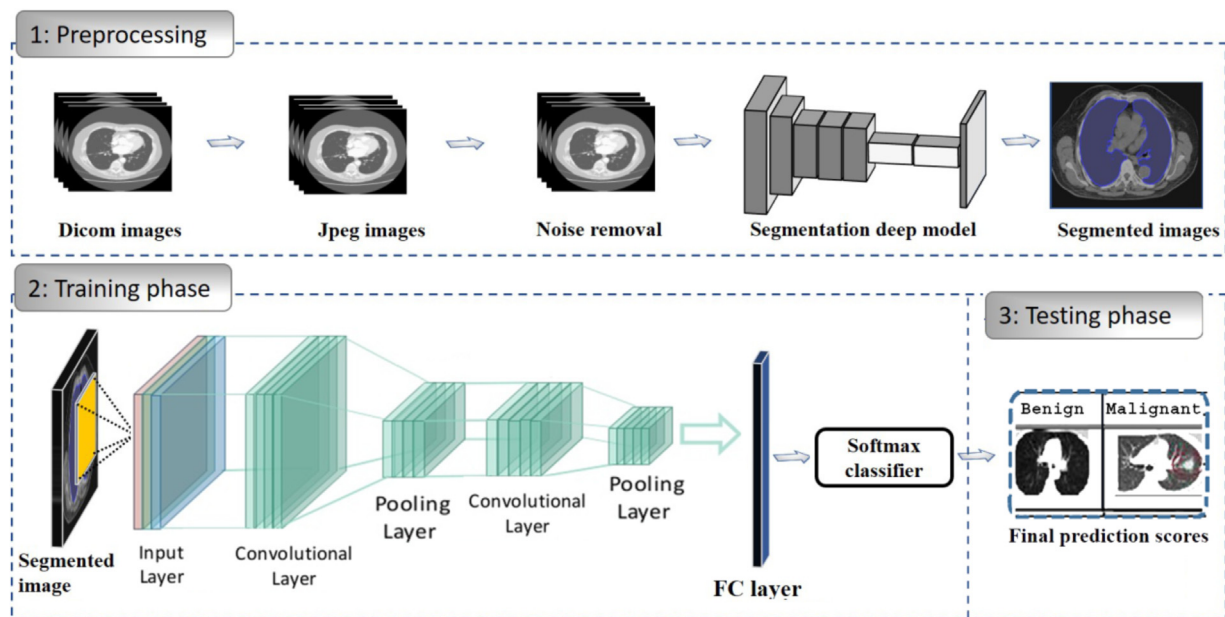 1: Preprocessing
Dicom images
Jpeg images
Noise removal
Segmentation deep model
Segmented images
2: Training phase
3: Testing phase
Segmented
image
Input
Layer
Convolutional
Layer
Pooling
Layer
Convolutional
Layer
Pooling
Layer
FC layer
Softmax
classifier
Benign
Malignant
Final prediction scores